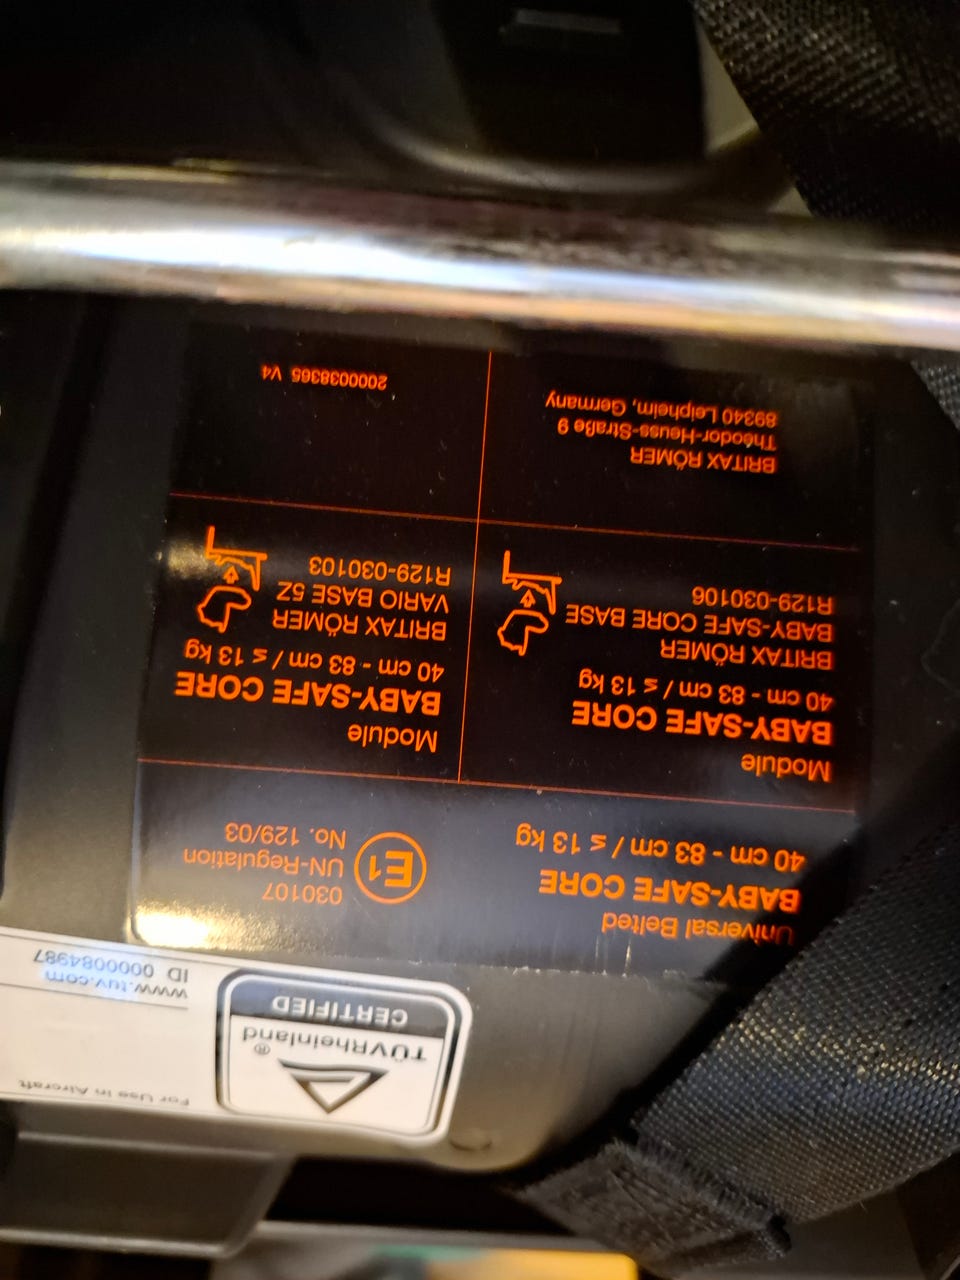 For Use in Aircraft
TÜVRheinland®
CERTIFIED
www.tuv.com
ID 0000084987
Universal Belted
BABY-SAFE CORE
40 cm - 83 cm / ≤ 13 kg
E1
030107
UN-Regulation
No. 129/03
Module
BABY-SAFE CORE
40 cm - 83 cm / ≤ 13 kg
BRITAX RÖMER
BABY-SAFE CORE BASE
R129-030106
Module
BABY-SAFE CORE
40 cm - 83 cm / ≤ 13 kg
BRITAX RÖMER
VARIO BASE 5Z
R129-030103
BRITAX RÖMER
Theodor-Heuss-Straße 9
89340 Leipheim, Germany
2000038365 V4